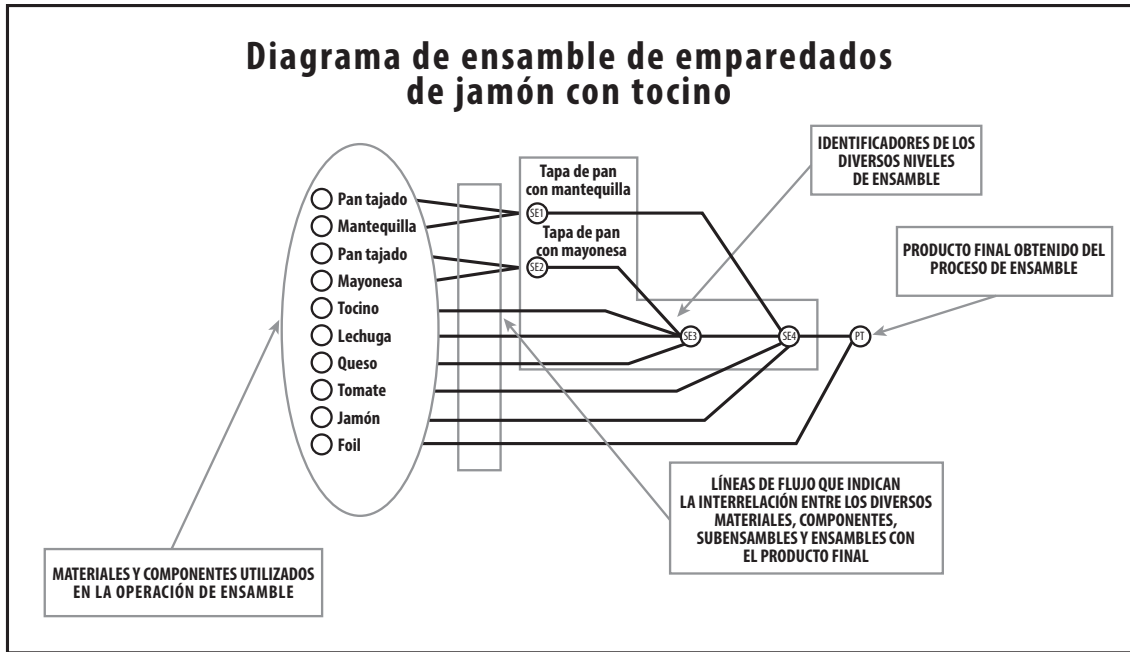 Diagrama de ensamble de emparedados
de jamón con tocino
IDENTIFICADORES DE LOS
DIVERSOS NIVELES
DE ENSAMBLE
Tapa de pan
con mantequilla
Pan tajado
SE1
Mantequilla
Tapa de pan
con mayonesa
Pan tajado
SE2
Mayonesa
PRODUCTO FINAL OBTENIDO DEL
PROCESO DE ENSAMBLE
Tocino
Lechuga
SE3
SE4
PT
Queso
Tomate
Jamón
Foil
LÍNEAS DE FLUJO QUE INDICAN
LA INTERRELACIÓN ENTRE LOS DIVERSOS
MATERIALES, COMPONENTES,
SUBENSAMBLES Y ENSAMBLES CON
EL PRODUCTO FINAL
MATERIALES Y COMPONENTES UTILIZADOS
EN LA OPERACIÓN DE ENSAMBLE